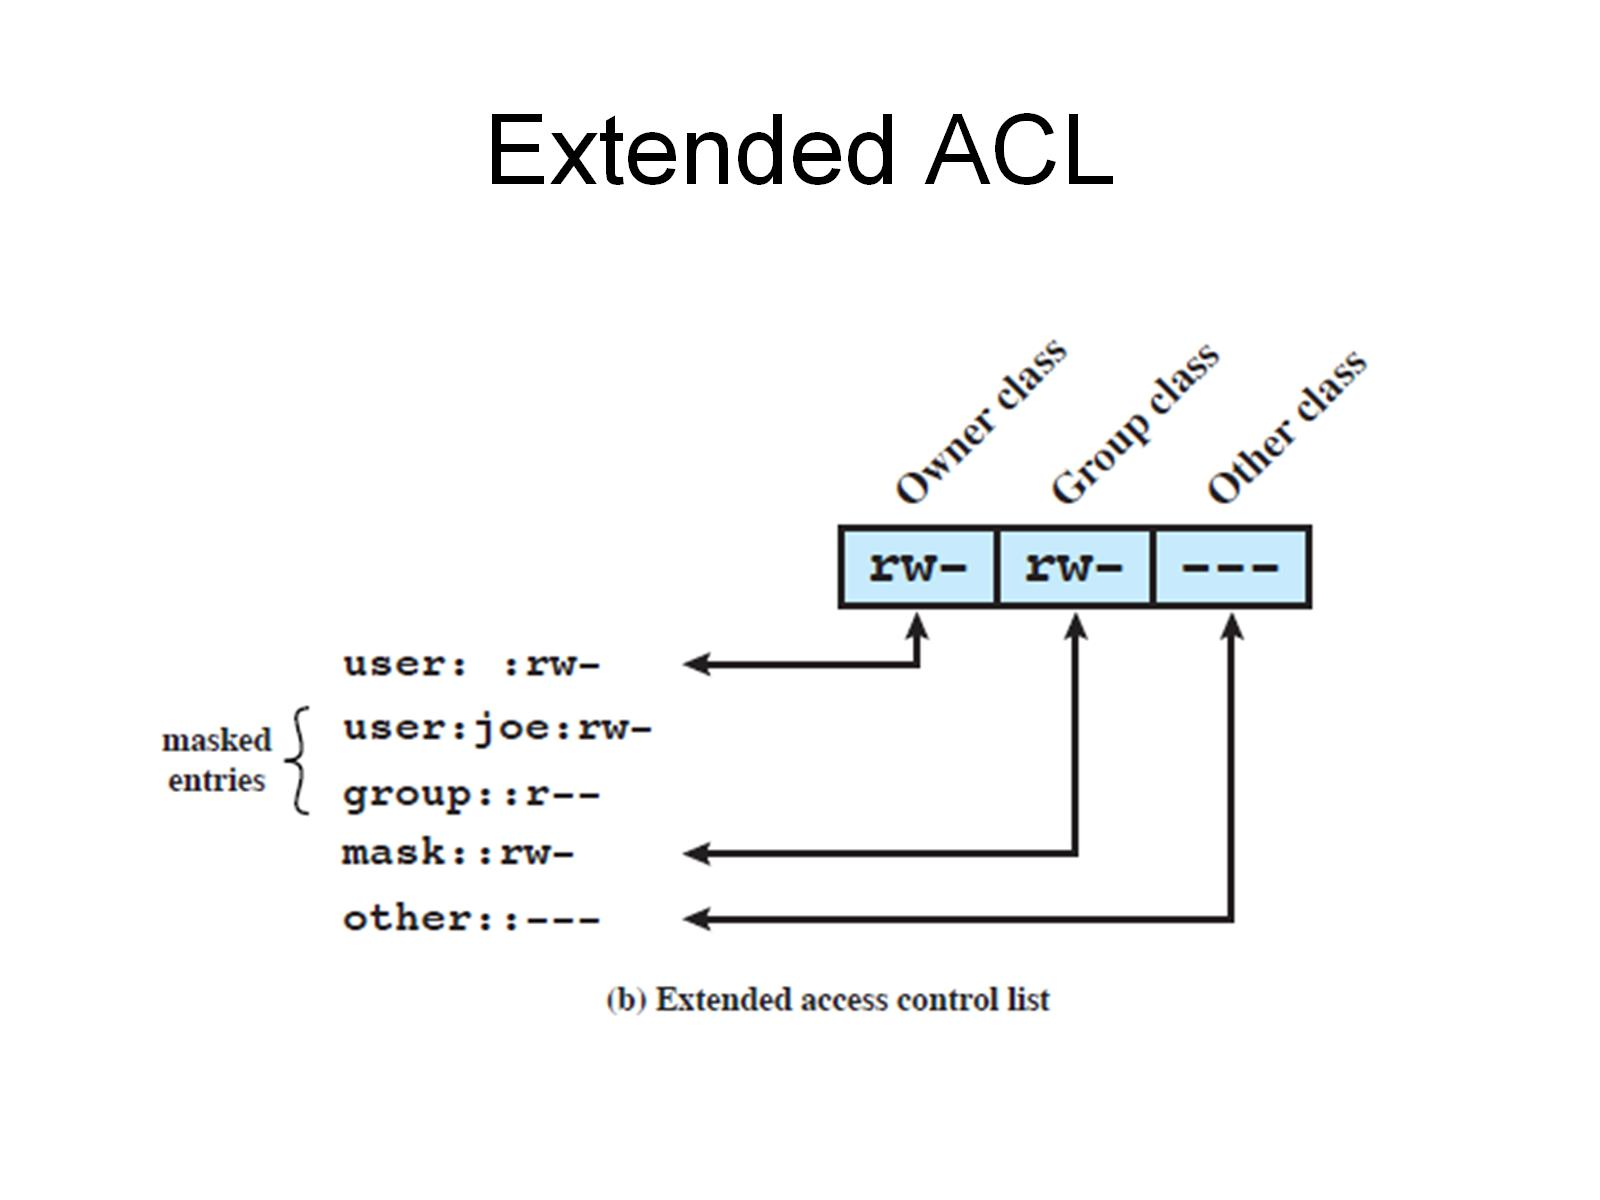 Extended ACL
Owner class
Group class
Other class
rw- rw- ---
user: :rw-
masked
entries
user:joe:rw-
group::r--
mask::rw-
other::---
(b) Extended access control list